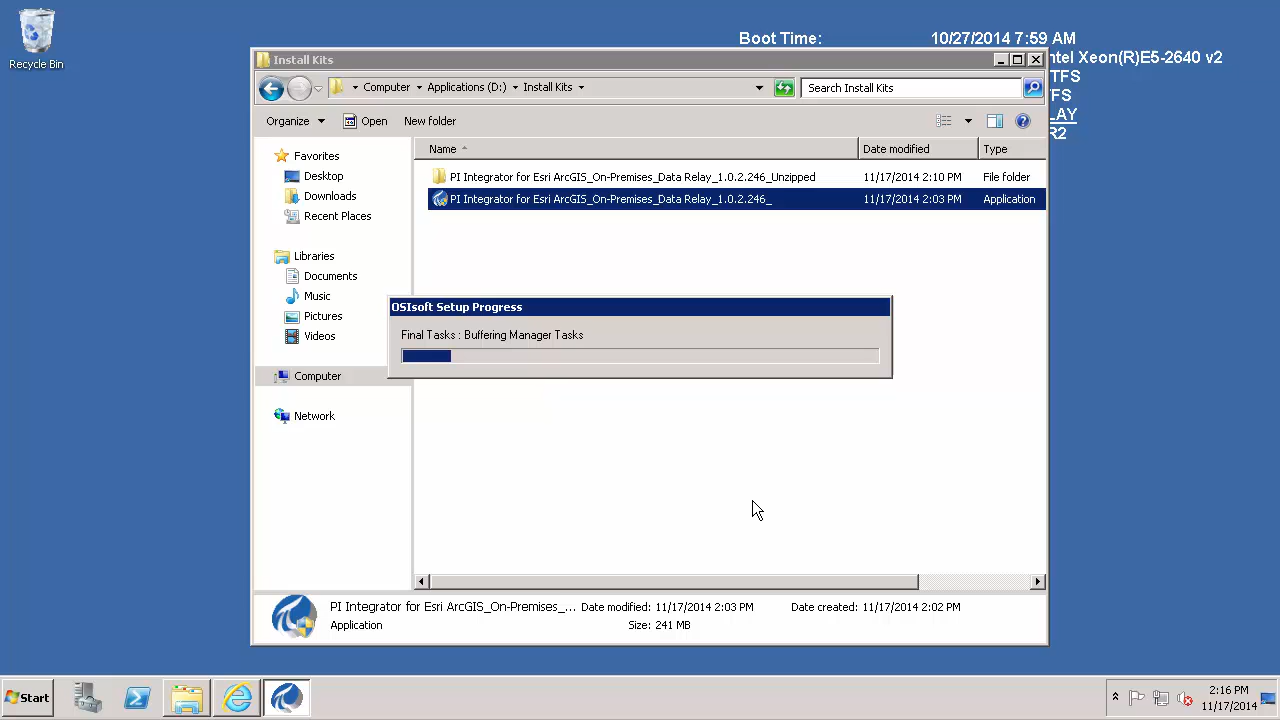 Recycle Bin
Boot Time: 10/27/2014 7:59 AM
ntel Xeon(R)E5-2640 v2
TFS
FS
LAY
R2
Install Kits
Computer Applications (D:) Install Kits
Search Install Kits
Organize Open New folder
Name Date modified Type
PI Integrator for Esri ArcGIS_On-Premises_Data Relay_1.0.2.246_Unzipped 11/17/2014 2:10 PM File folder
PI Integrator for Esri ArcGIS_On-Premises_Data Relay_1.0.2.246_ 11/17/2014 2:03 PM Application
Favorites
Desktop
Downloads
Recent Places
Libraries
Documents
Music
Pictures
Videos
Computer
Network
OSIsoft Setup Progress
Final Tasks : Buffering Manager Tasks
PI Integrator for Esri ArcGIS_On-Premises_... Date modified: 11/17/2014 2:03 PM Date created: 11/17/2014 2:02 PM
Application Size: 241 MB
Start
2:16 PM
11/17/2014